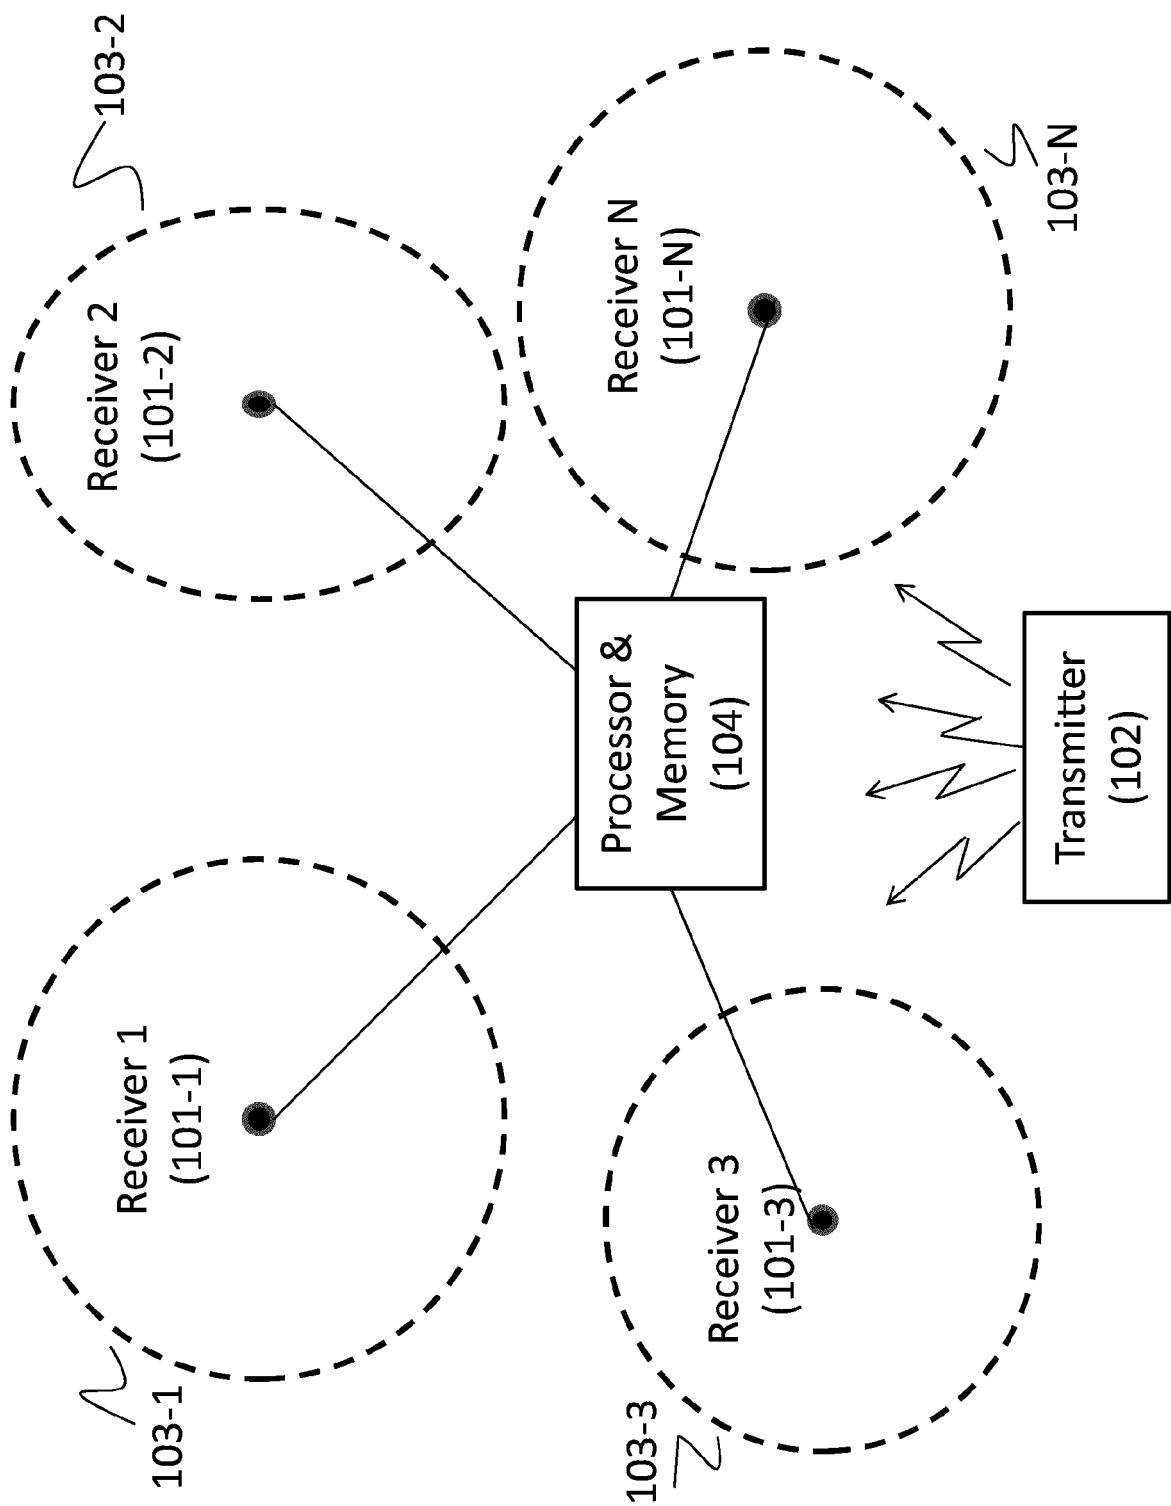 103-1
Receiver 1
(101-1)
Receiver 2
(101-2)
103-2
Processor &
Memory
(104)
103-3
Receiver 3
(101-3)
Receiver N
(101-N)
103-N
Transmitter
(102)